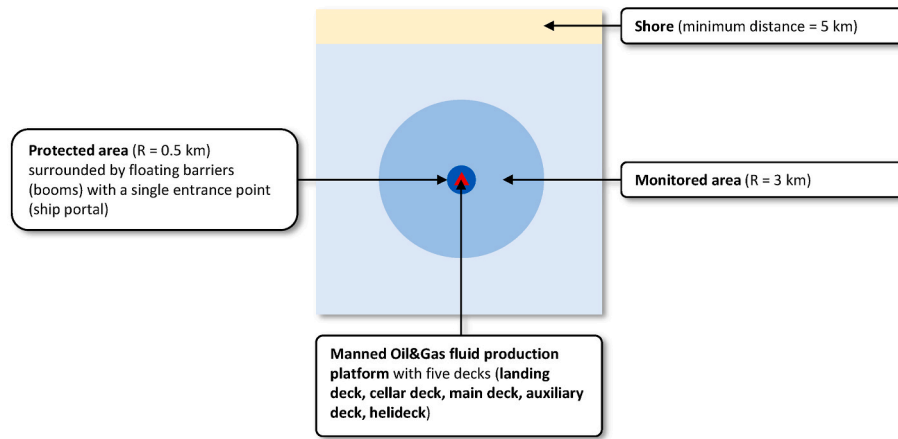 Shore (minimum distance = 5 km)
Protected area (R = 0.5 km)
surrounded by floating barriers
(booms) with a single entrance point
(ship portal)
Monitored area (R = 3 km)
Manned Oil&Gas fluid production
platform with five decks (landing
deck, cellar deck, main deck, auxiliary
deck, helideck)